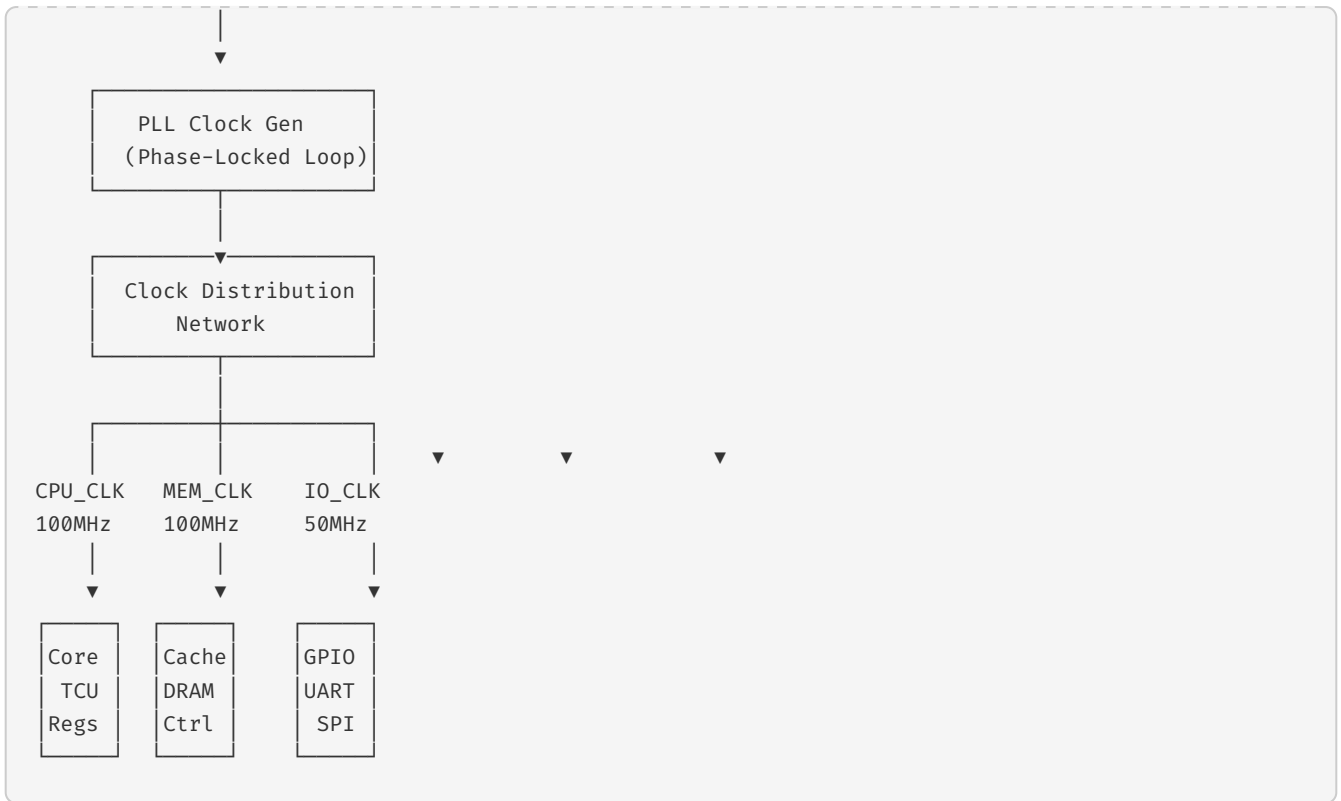 PLL Clock Gen
(Phase-Locked Loop)
Clock Distribution
Network
CPU_CLK MEM_CLK IO_CLK
100MHz 100MHz 50MHz
Core Cache GPIO
TCU DRAM UART
Regs Ctrl SPI